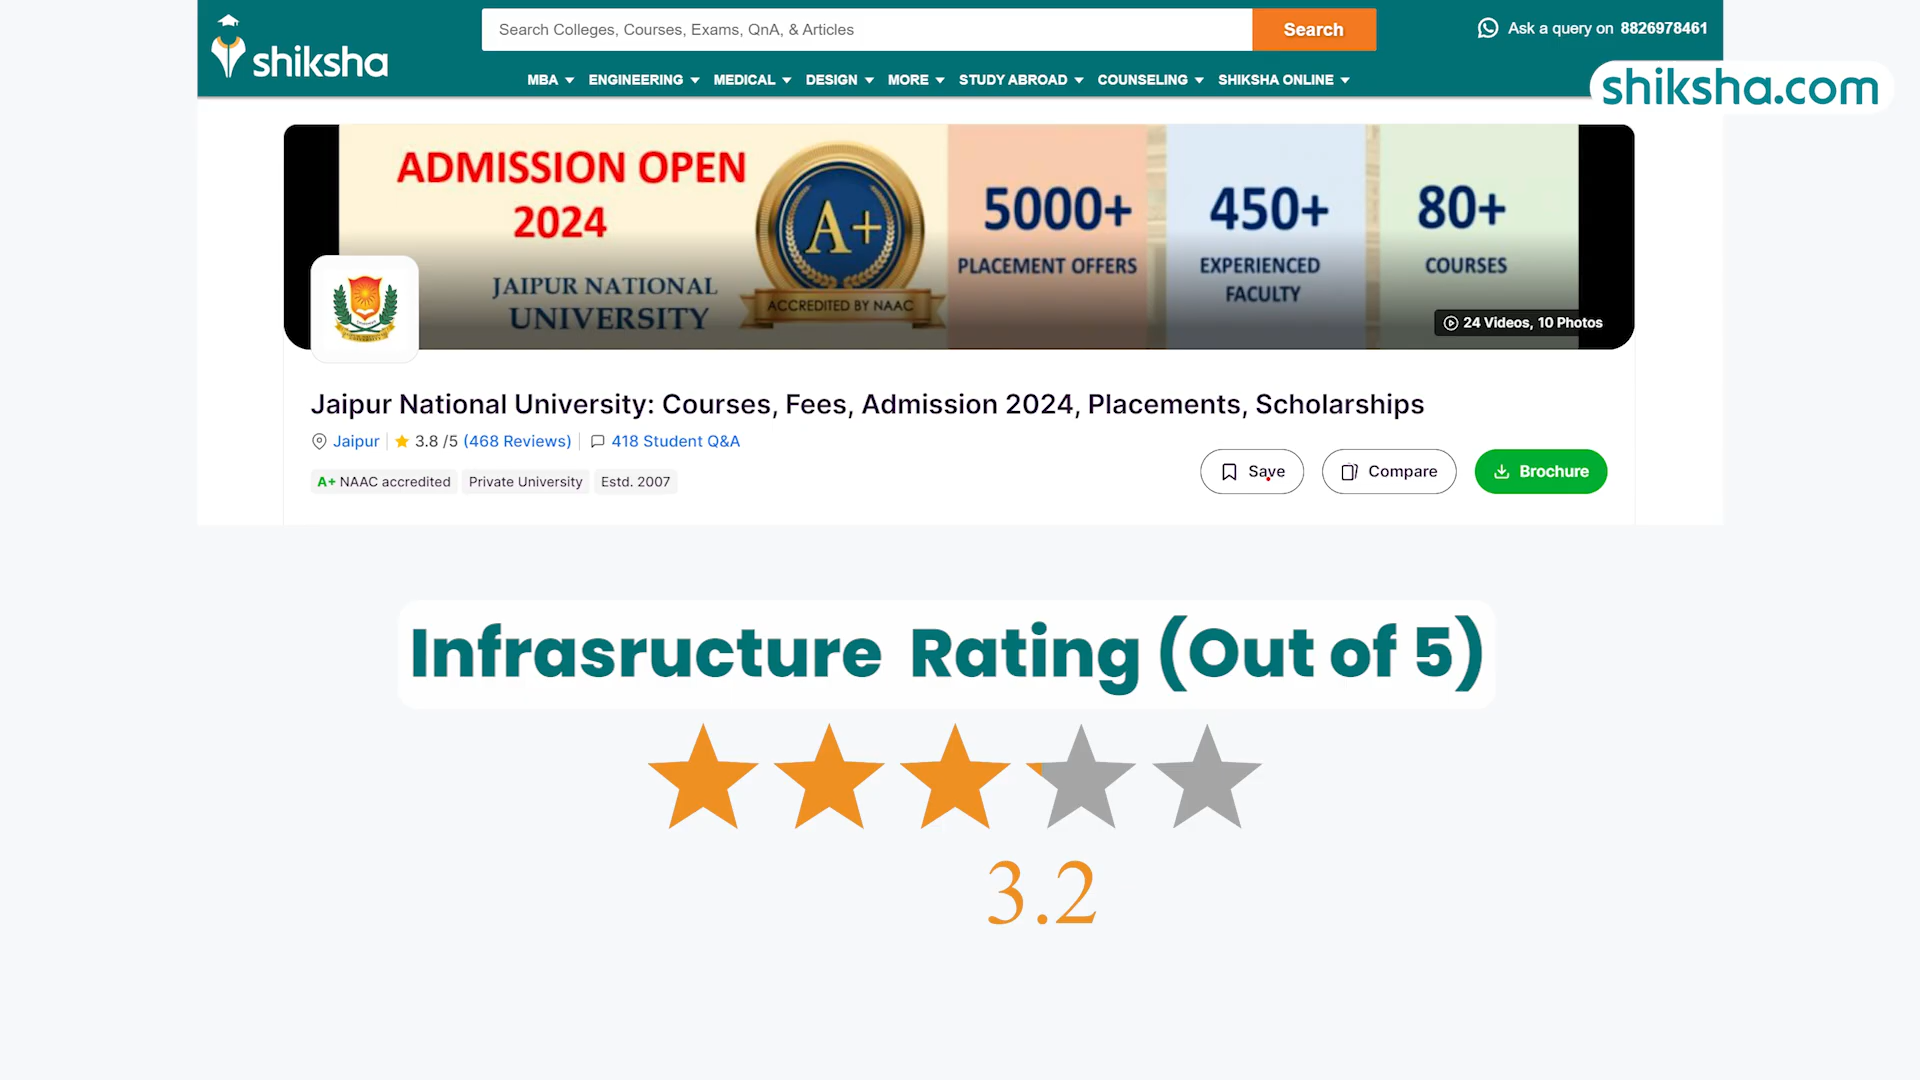 shiksha
Search Colleges, Courses, Exams, QnA, & Articles
Search
Ask a query on 8826978461
MBA ENGINEERING MEDICAL DESIGN MORE STUDY ABROAD COUNSELING SHIKSHA ONLINE
shiksha.com
ADMISSION OPEN
2024
JAIPUR NATIONAL
UNIVERSITY
A+
ACCREDITED BY NAAC
5000+
PLACEMENT OFFERS
450+
EXPERIENCED
FACULTY
80+
COURSES
24 Videos, 10 Photos
Jaipur National University: Courses, Fees, Admission 2024, Placements, Scholarships
Jaipur 3.8 /5 (468 Reviews) 418 Student Q&A
A+ NAAC accredited Private University Estd. 2007
Save
Compare
Brochure
Infrasructure Rating (Out of 5)
3.2